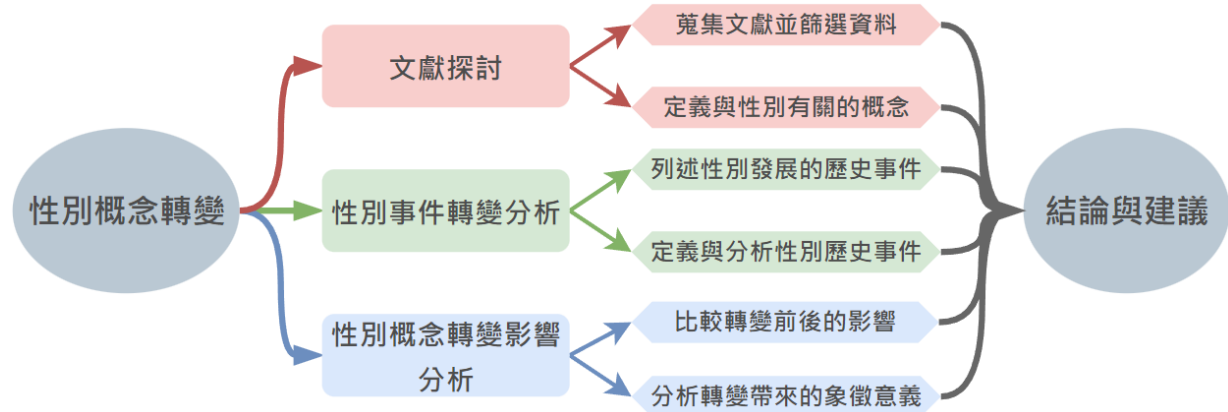 性別概念轉變
文獻探討
蒐集文獻並篩選資料
定義與性別有關的概念
性別事件轉變分析
列述性別發展的歷史事件
定義與分析性別歷史事件
性別概念轉變影響
分析
比較轉變前後的影響
分析轉變帶來的象徵意義
結論與建議